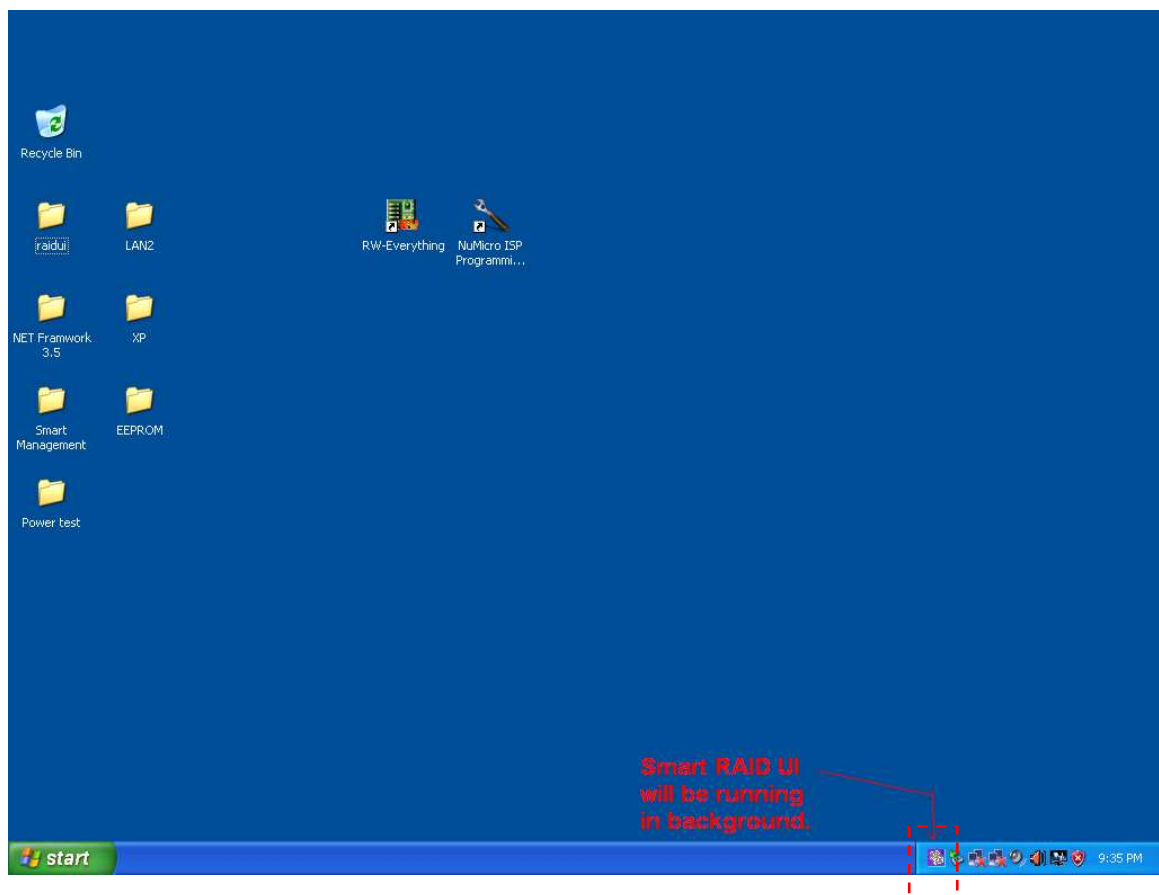 Recycle Bin
raidui
LAN2
RW-Everything
NuMicro ISP
Programmi...
NET Framwork
3.5
XP
Smart
Management
EEPROM
Power test
Smart RAID UI
will be running
in background.
start
9:35 PM